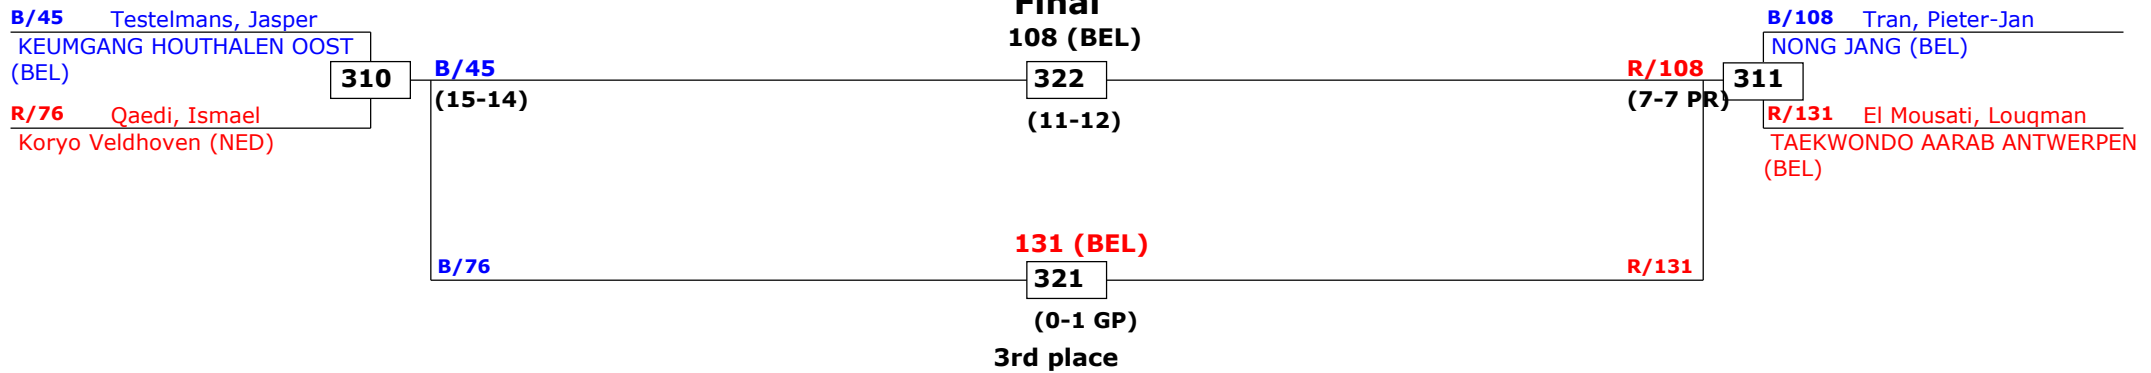 B/45 Testelmans, Jasper
KEUMGANG HOUTHALEN OOST
(BEL)
310
R/76 Qaedi, Ismael
Koryo Veldhoven (NED)
B/45
(15-14)
Final
108 (BEL)
322
(11-12)
R/108
(7-7 PR)
B/108 Tran, Pieter-Jan
NONG JANG (BEL)
311
R/131 El Mousati, Louqman
TAEKWONDO AARAB ANTWERPEN
(BEL)
B/76
131 (BEL)
321
(0-1 GP)
3rd place
R/131